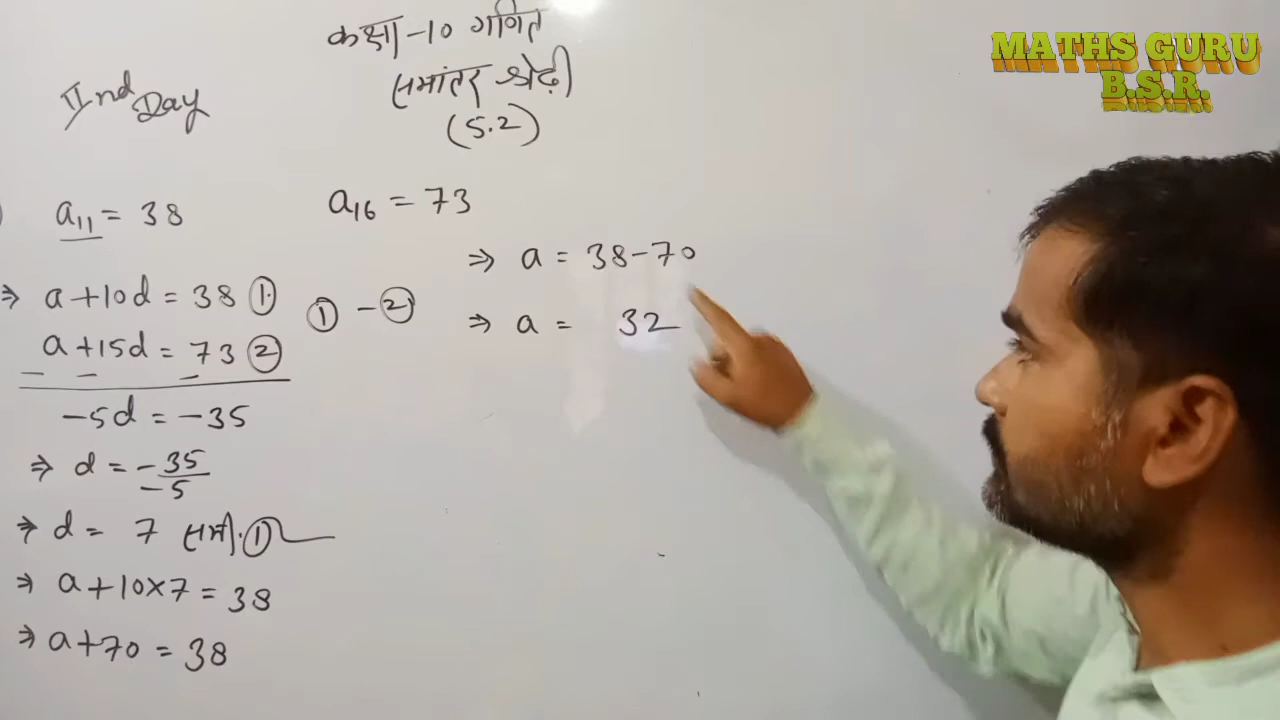 कक्षा -10 गणित
समांतर श्रेढ़ी
(5.2)
IInd Day
MATHS GURU
B.S.R.
a₁₁ = 38
a₁₆ = 73
⇒ a + 10d = 38 ①
a + 15d = 73 ②
① - ②
- - -
-5d = -35
⇒ d = -35/-5
⇒ d = 7 समी. ①
⇒ a + 10×7 = 38
⇒ a + 70 = 38
⇒ a = 38 - 70
⇒ a = 32